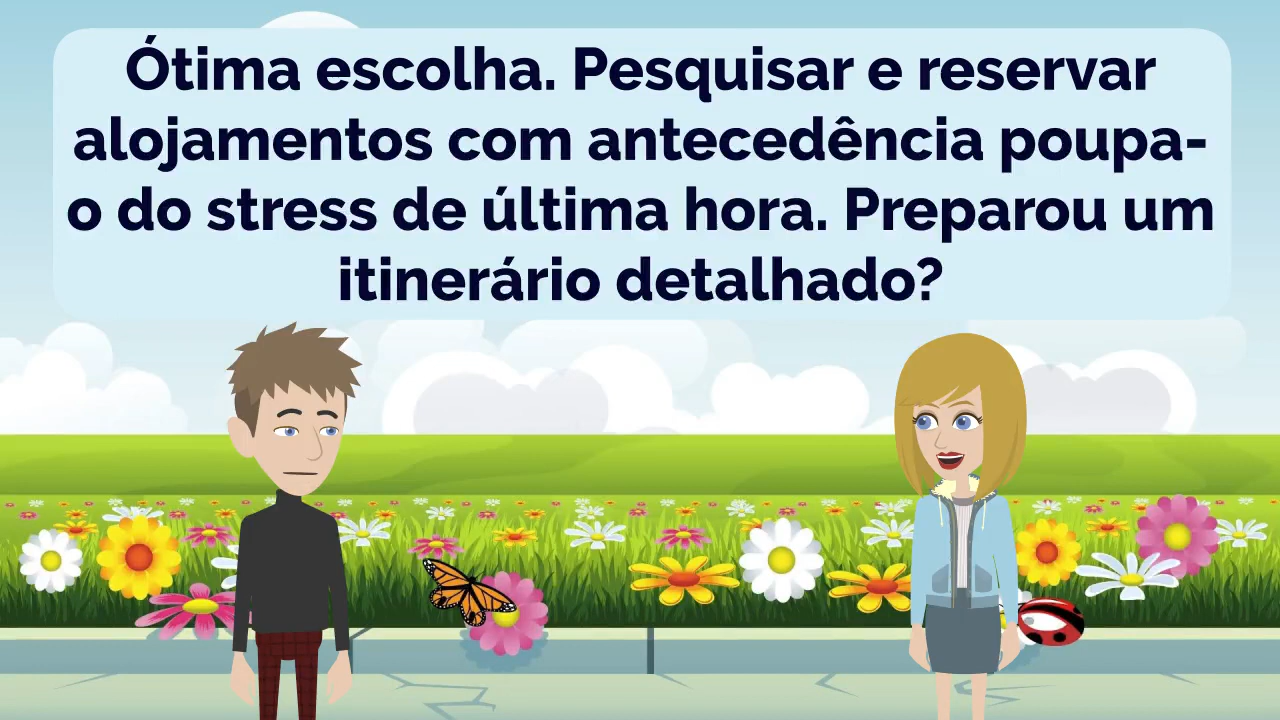 Ótima escolha. Pesquisar e reservar
alojamentos com antecedência poupa-
o do stress de última hora. Preparou um
itinerário detalhado?